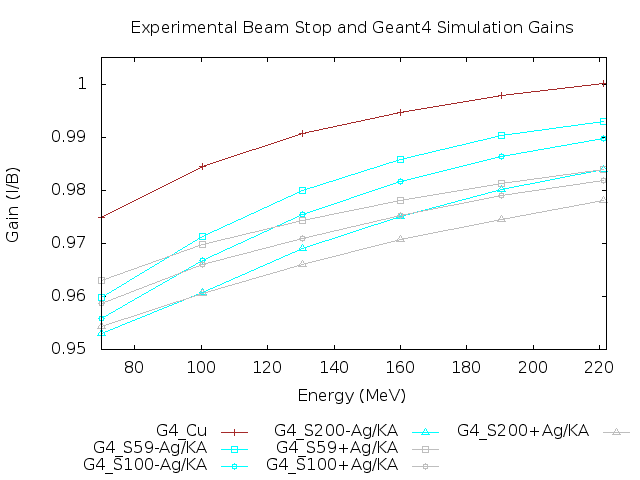 Experimental Beam Stop and Geant4 Simulation Gains
1
0.99
0.98
0.97
0.96
0.95
Gain (I/B)
80 100 120 140 160 180 200 220
Energy (MeV)
G4_Cu G4_S200-Ag/KA G4_S200+Ag/KA
G4_S59-Ag/KA G4_S59+Ag/KA
G4_S100-Ag/KA G4_S100+Ag/KA